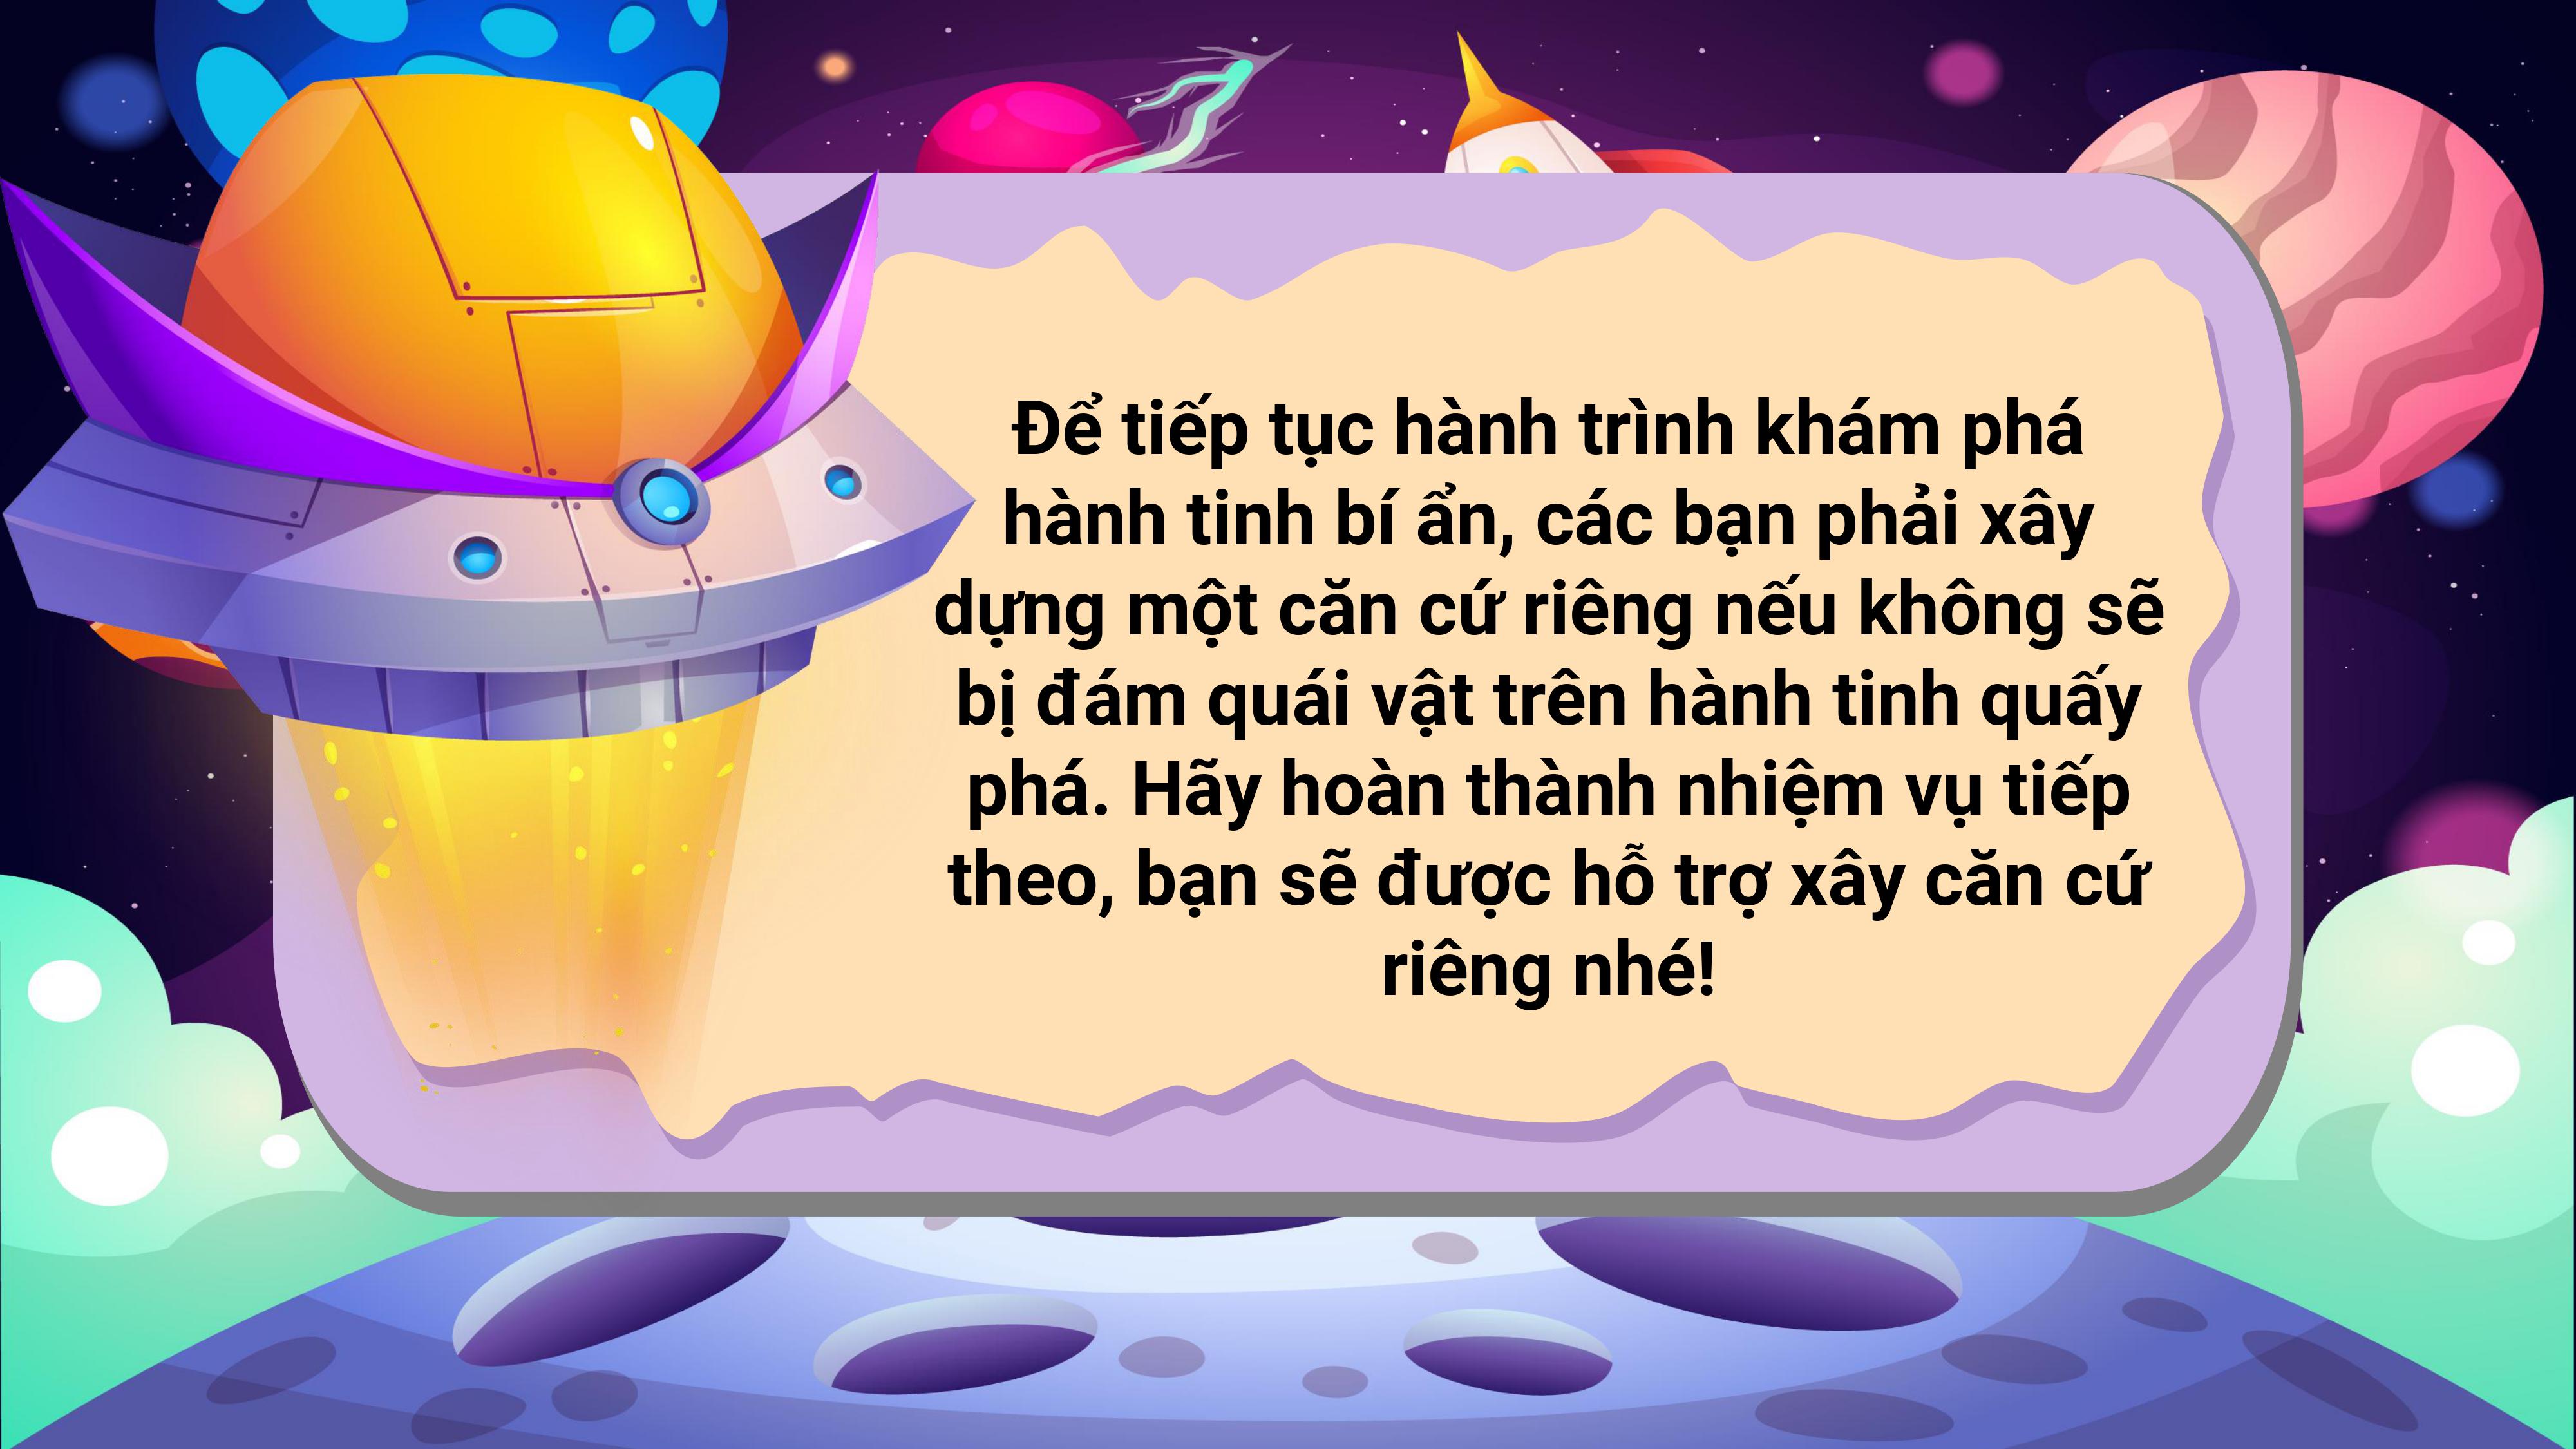 Để tiếp tục hành trình khám phá
hành tinh bí ẩn, các bạn phải xây
dựng một căn cứ riêng nếu không sẽ
bị đám quái vật trên hành tinh quấy
phá. Hãy hoàn thành nhiệm vụ tiếp
theo, bạn sẽ được hỗ trợ xây căn cứ
riêng nhé!